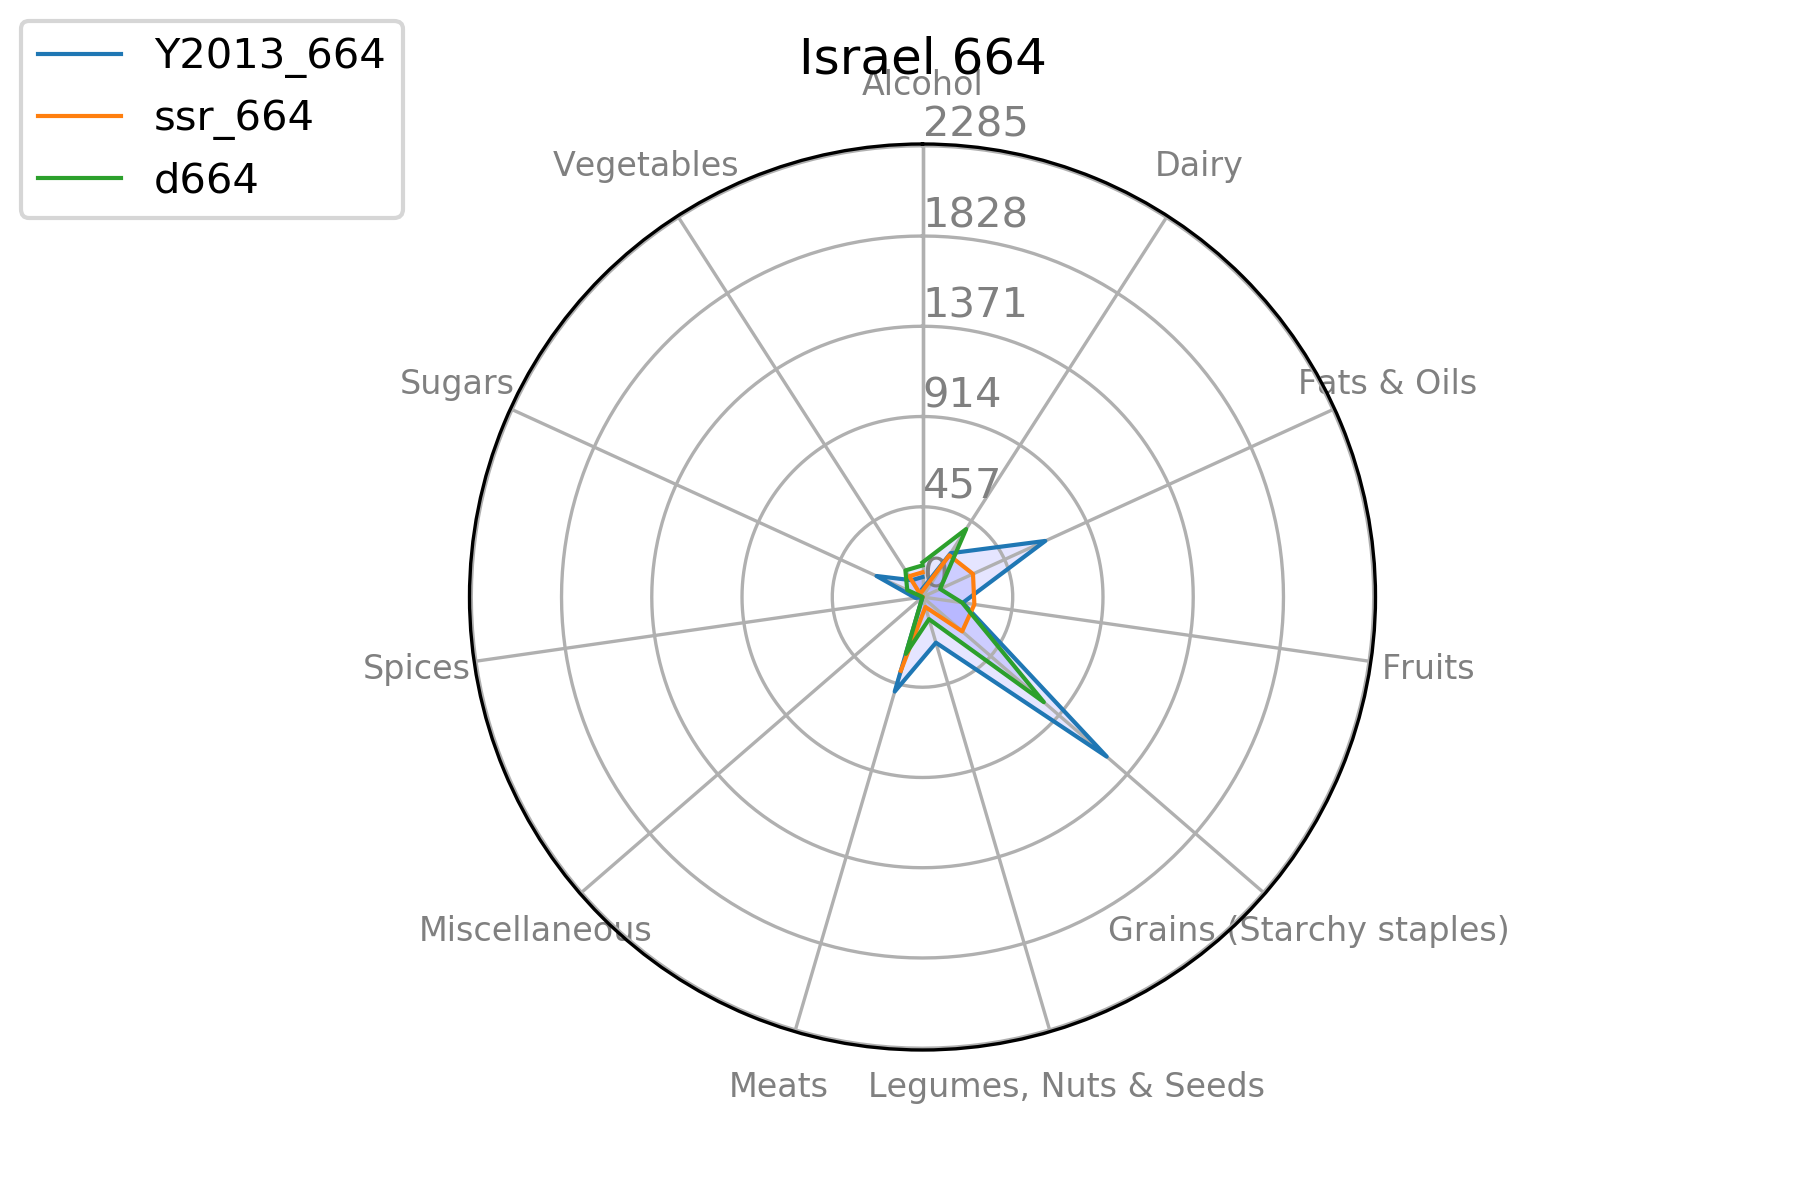 Y2013_664
ssr_664
d664
Israel 664
Alcohol
2285
Vegetables
Dairy
1828
1371
Sugars
Fats & Oils
914
457
0
Spices
Fruits
Miscellaneous
Grains (Starchy staples)
Meats
Legumes, Nuts & Seeds